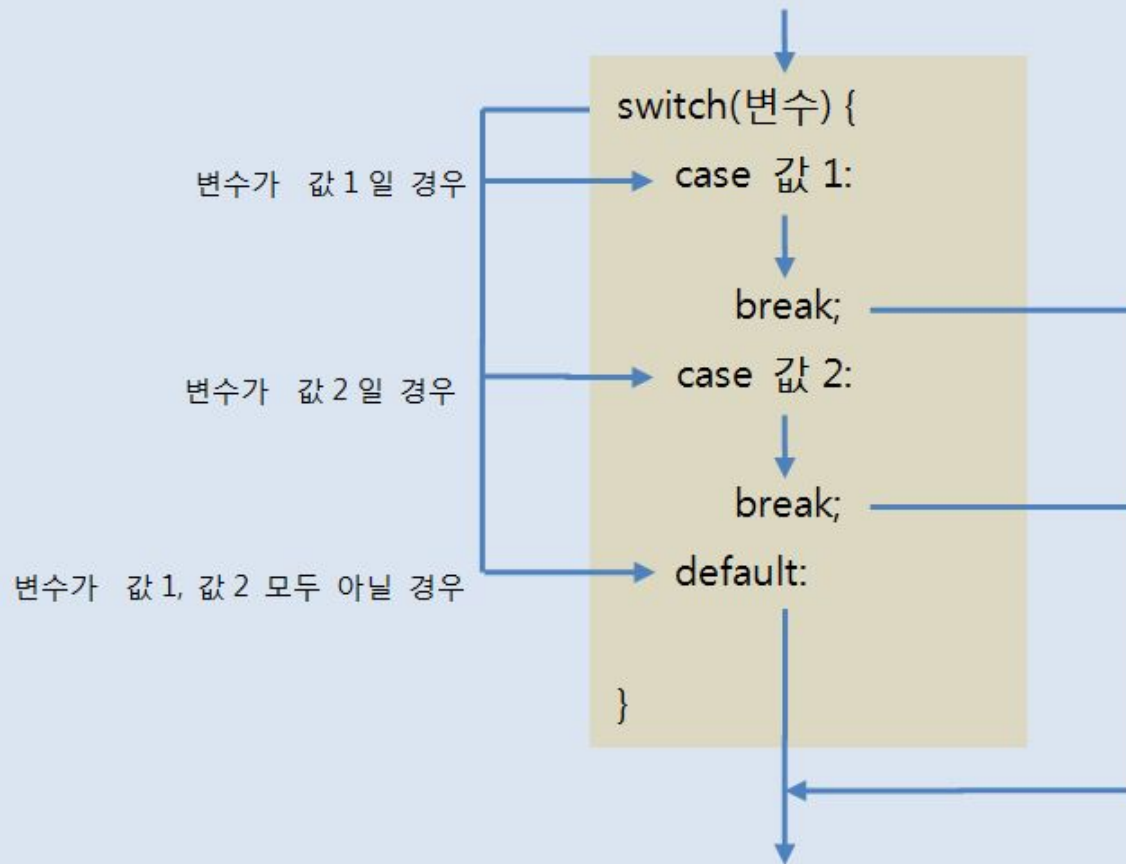 switch(변수) {
변수가 값 1 일 경우
case 값 1:
break;
변수가 값 2 일 경우
case 값 2:
break;
변수가 값 1, 값 2 모두 아닐 경우
default:
}